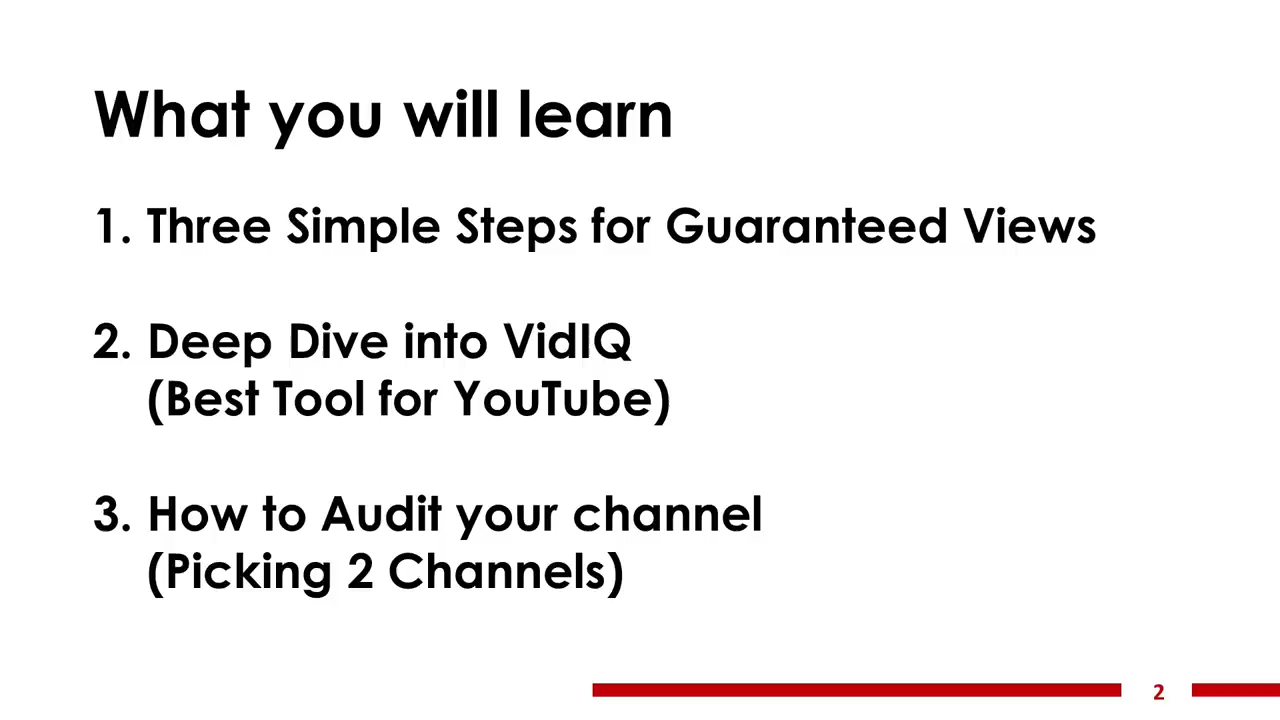 What you will learn
1. Three Simple Steps for Guaranteed Views
2. Deep Dive into VidIQ
(Best Tool for YouTube)
3. How to Audit your channel
(Picking 2 Channels)
2